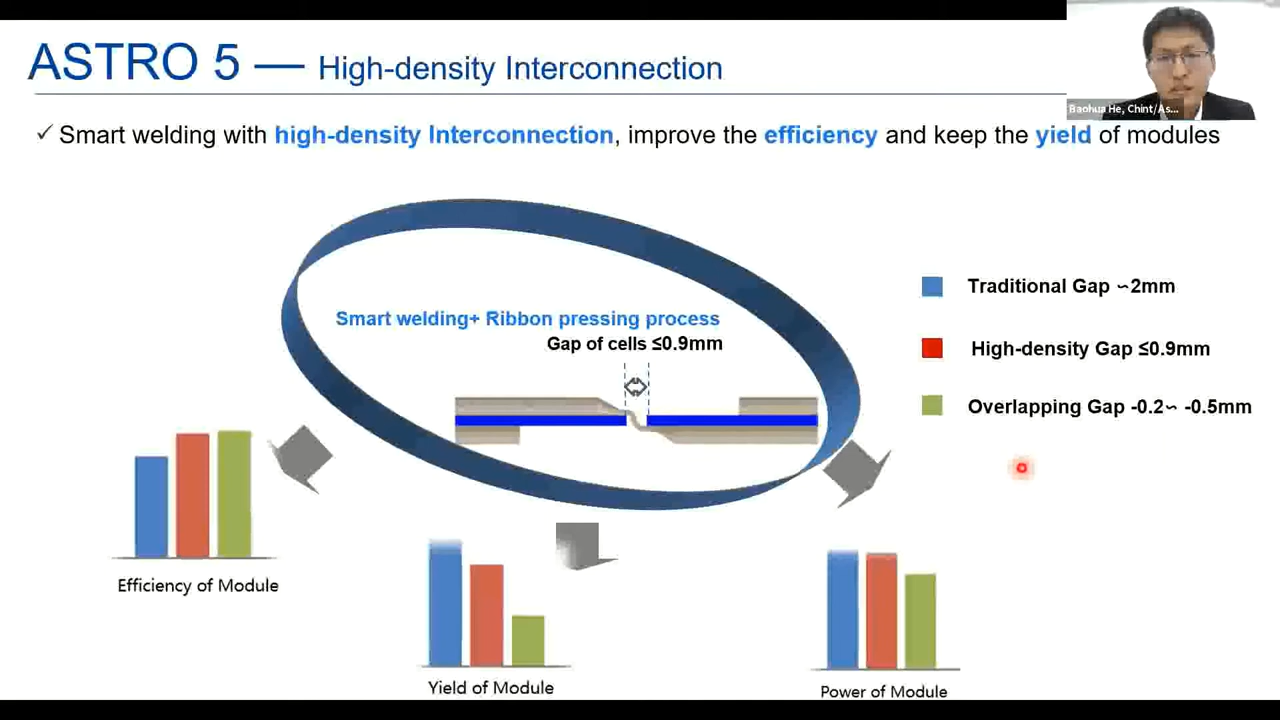 ASTRO 5 — High-density Interconnection
Baohua He, Chint/As...
✓ Smart welding with high-density Interconnection, improve the efficiency and keep the yield of modules
Smart welding+ Ribbon pressing process
Gap of cells ≤0.9mm
Traditional Gap ∽2mm
High-density Gap ≤0.9mm
Overlapping Gap -0.2∽ -0.5mm
Efficiency of Module
Yield of Module
Power of Module